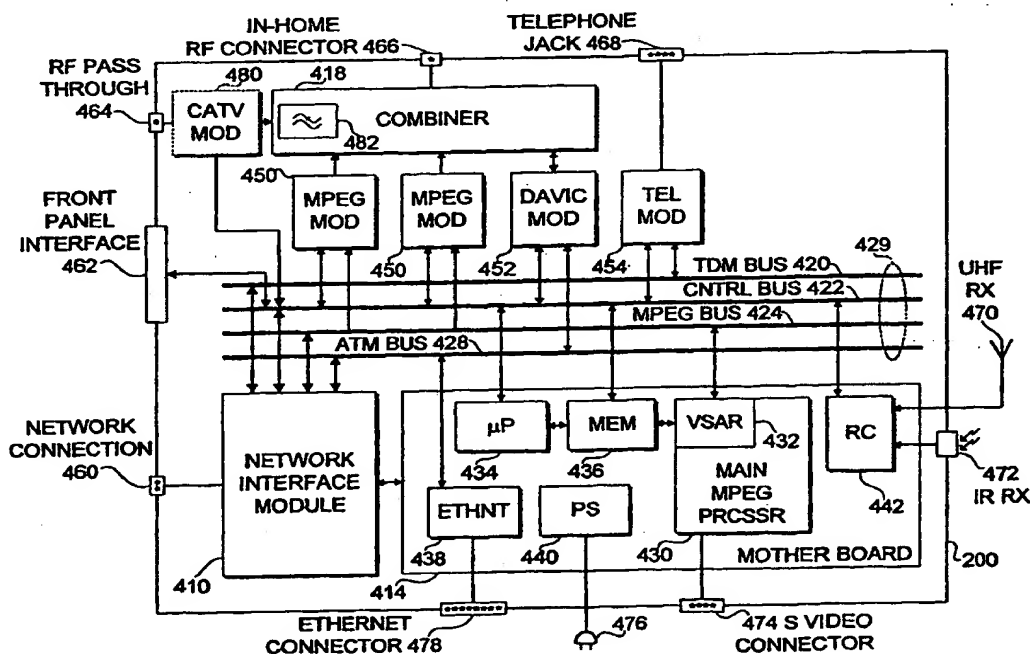 IN-HOME
RF CONNECTOR 466
TELEPHONE
JACK 468
RF PASS
THROUGH
464
480
CATV
MOD
418
COMBINER
482
450
MPEG
MOD
MPEG
MOD
450
DAVIC
MOD
452
TEL
MOD
454
FRONT
PANEL
INTERFACE
462
TDM BUS 420
CNTRL BUS 422
MPEG BUS 424
ATM BUS 428
429
UHF
RX
470
NETWORK
CONNECTION
460
NETWORK
INTERFACE
MODULE
410
µP
434
MEM
436
VSAR
432
MAIN
MPEG
PRCSSR
430
RC
442
472
IR RX
ETHNT
438
PS
440
MOTHER BOARD
414
200
ETHERNET
CONNECTOR 478
476
474 S VIDEO
CONNECTOR